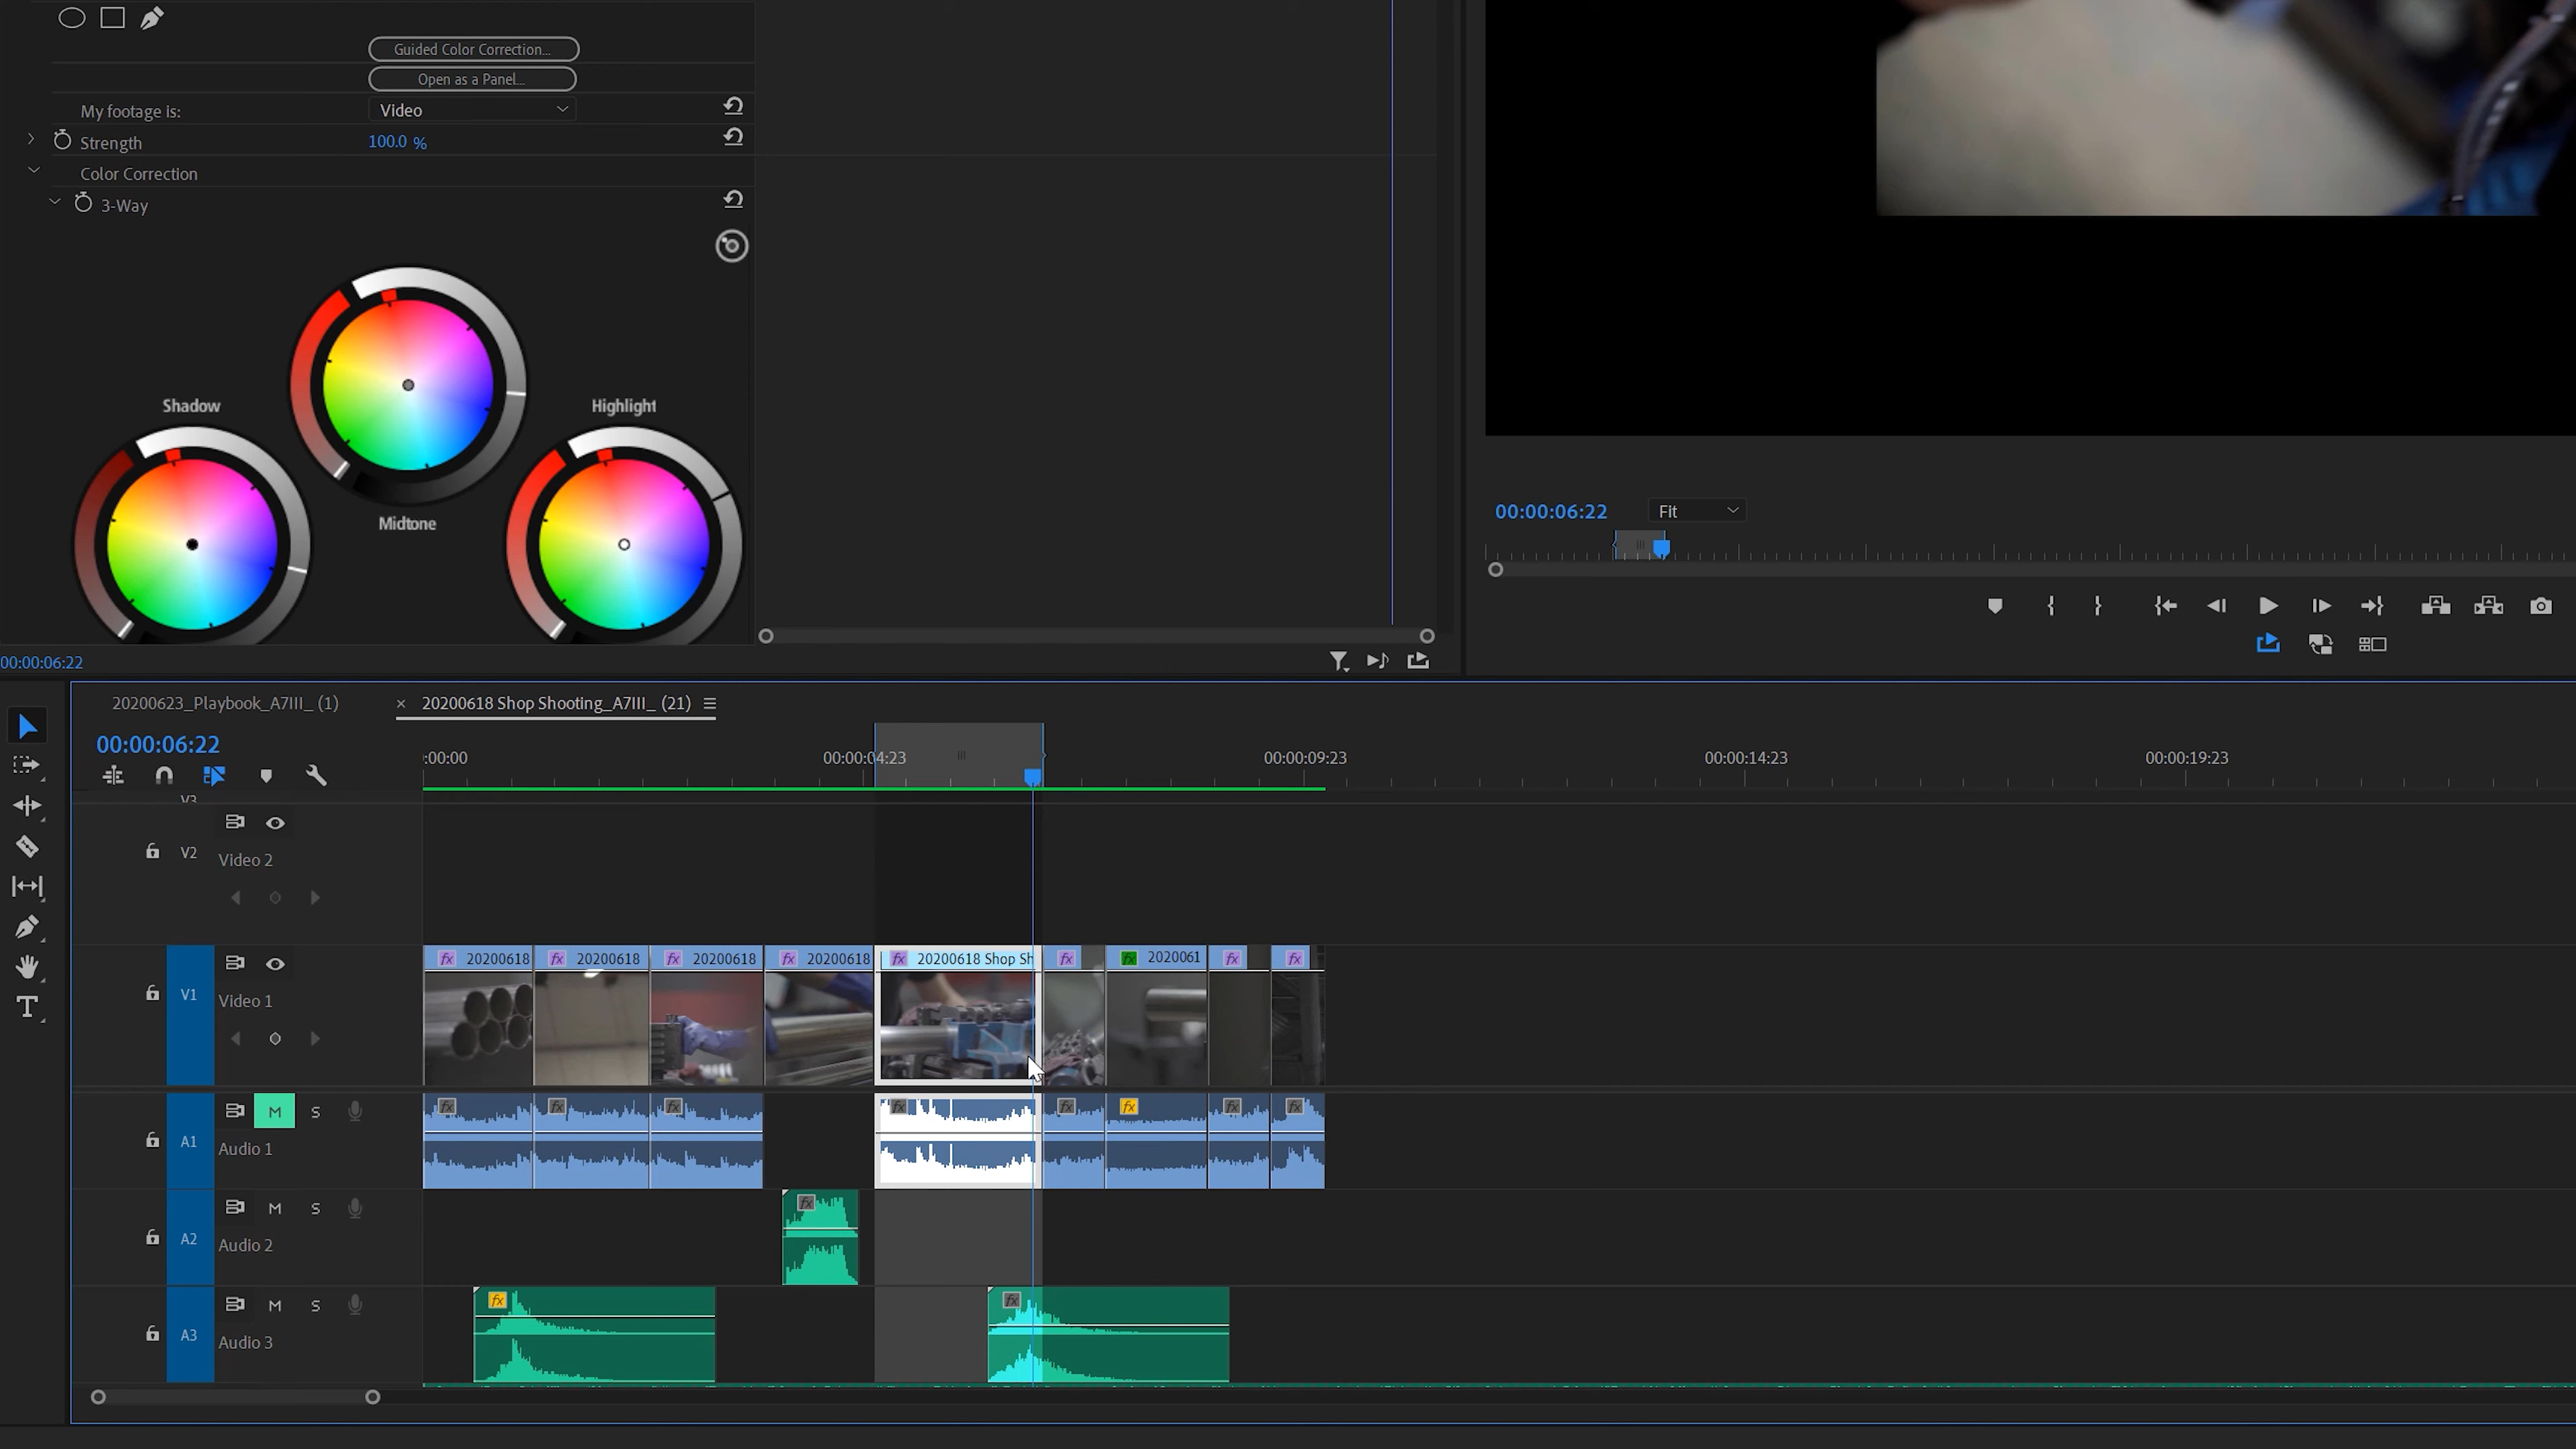 Guided Color Correction...
Open as a Panel...
My footage is:
Video
Strength
100.0 %
Color Correction
3-Way
Shadow
Highlight
Midtone
00:00:06:22
Fit
00:00:06:22
20200623_Playbook_A7III_ (1)
× 20200618 Shop Shooting_A7III_ (21)
00:00:06:22
:00:00
00:00:04:23
00:00:09:23
00:00:14:23
00:00:19:23
V3
V2
Video 2
fx 20200618
fx 20200618
fx 20200618
fx 20200618
fx 20200618 Shop Sh
fx
fx 2020061
fx
fx
V1
Video 1
M S
fx
fx
fx
fx
fx
fx
fx
fx
A1
Audio 1
M S
fx
A2
Audio 2
M S
fx
fx
A3
Audio 3
T